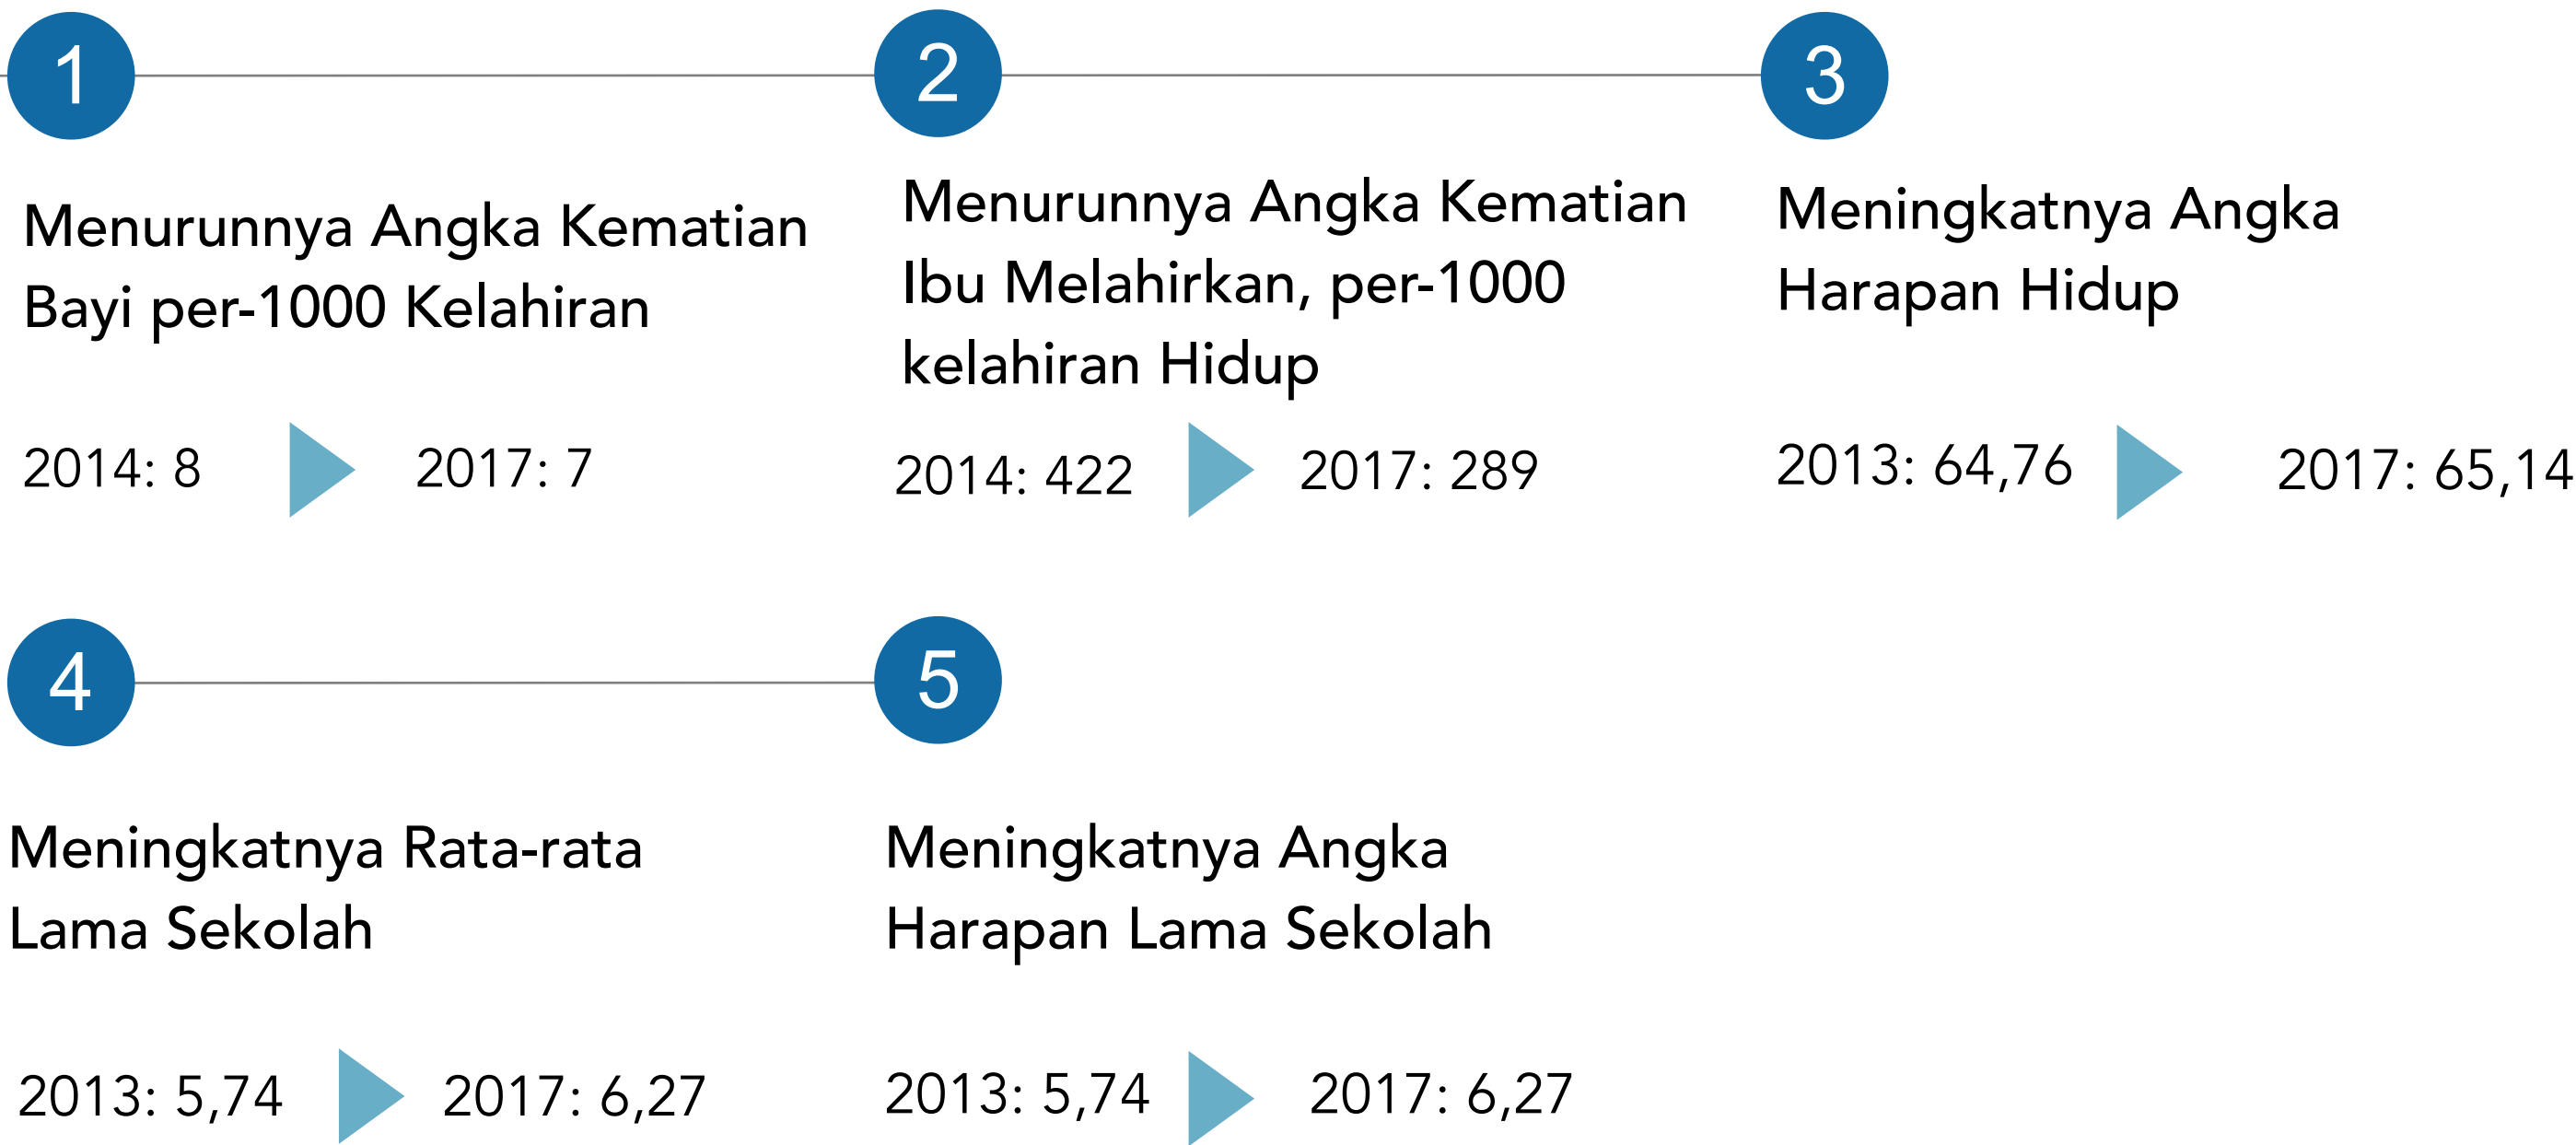 1
Menurunnya Angka Kematian
Bayi per-1000 Kelahiran
2014: 8 2017: 7
2
Menurunnya Angka Kematian
Ibu Melahirkan, per-1000
kelahiran Hidup
2014: 422 2017: 289
3
Meningkatnya Angka
Harapan Hidup
2013: 64,76 2017: 65,14
4
Meningkatnya Rata-rata
Lama Sekolah
2013: 5,74 2017: 6,27
5
Meningkatnya Angka
Harapan Lama Sekolah
2013: 5,74 2017: 6,27